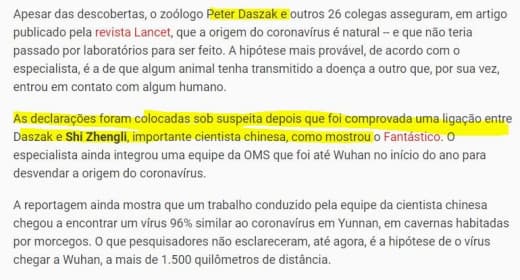 Apesar das descobertas, o zoólogo Peter Daszak e outros 26 colegas asseguram, em artigo
publicado pela revista Lancet, que a origem do coronavírus é natural -- e que não teria
passado por laboratórios para ser feito. A hipótese mais provável, de acordo com o
especialista, é a de que algum animal tenha transmitido a doença a outro que, por sua vez,
entrou em contato com algum humano.
As declarações foram colocadas sob suspeita depois que foi comprovada uma ligação entre
Daszak e Shi Zhengli, importante cientista chinesa, como mostrou o Fantástico. O
especialista ainda integrou uma equipe da OMS que foi até Wuhan no início do ano para
desvendar a origem do coronavírus.
A reportagem ainda mostra que um trabalho conduzido pela equipe da cientista chinesa
chegou a encontrar um vírus 96% similar ao coronavírus em Yunnan, em cavernas habitadas
por morcegos. O que pesquisadores não esclareceram, até agora, é a hipótese de o vírus
chegar a Wuhan, a mais de 1.500 quilômetros de distância.